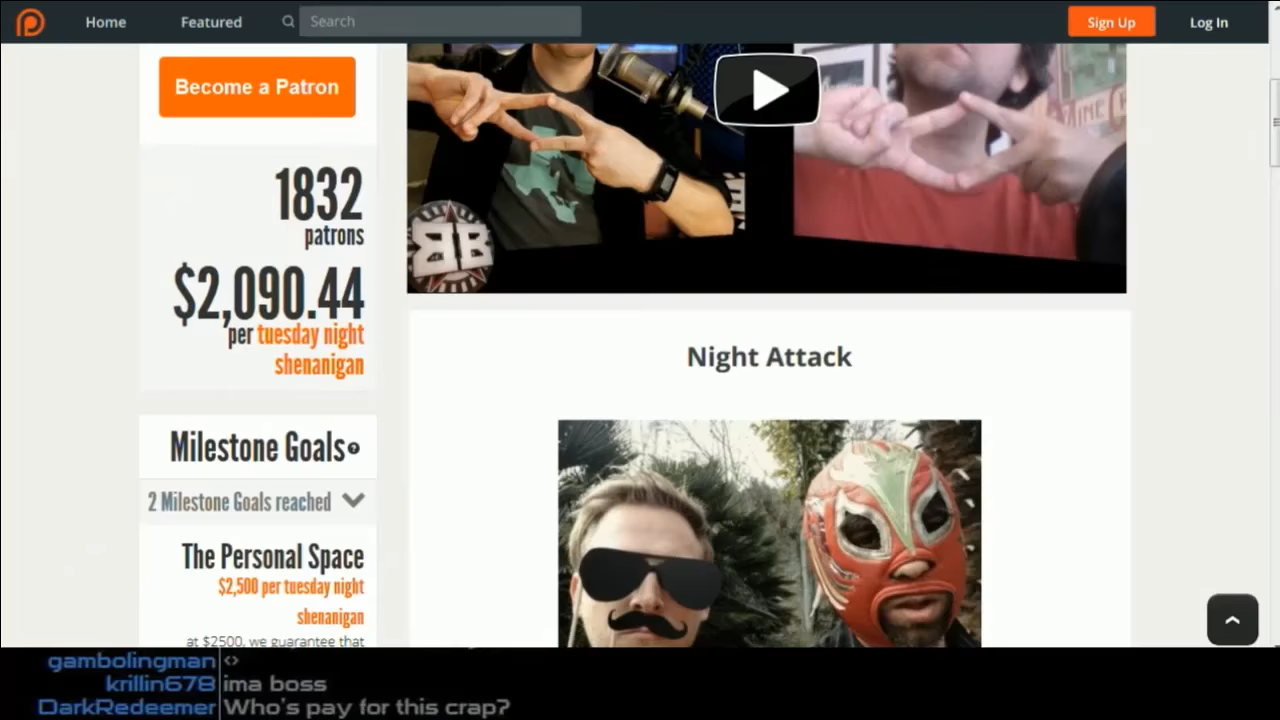 Home
Featured
Search
Sign Up
Log In
Become a Patron
1832
patrons
$2,090.44
per tuesday night
shenanigan
Milestone Goals
2 Milestone Goals reached
The Personal Space
$2,500 per tuesday night
shenanigan
at $2500, we guarantee that
MINE CR
BB
Night Attack
gambolingman <>
krillin678 ima boss
DarkRedeemer Who's pay for this crap?